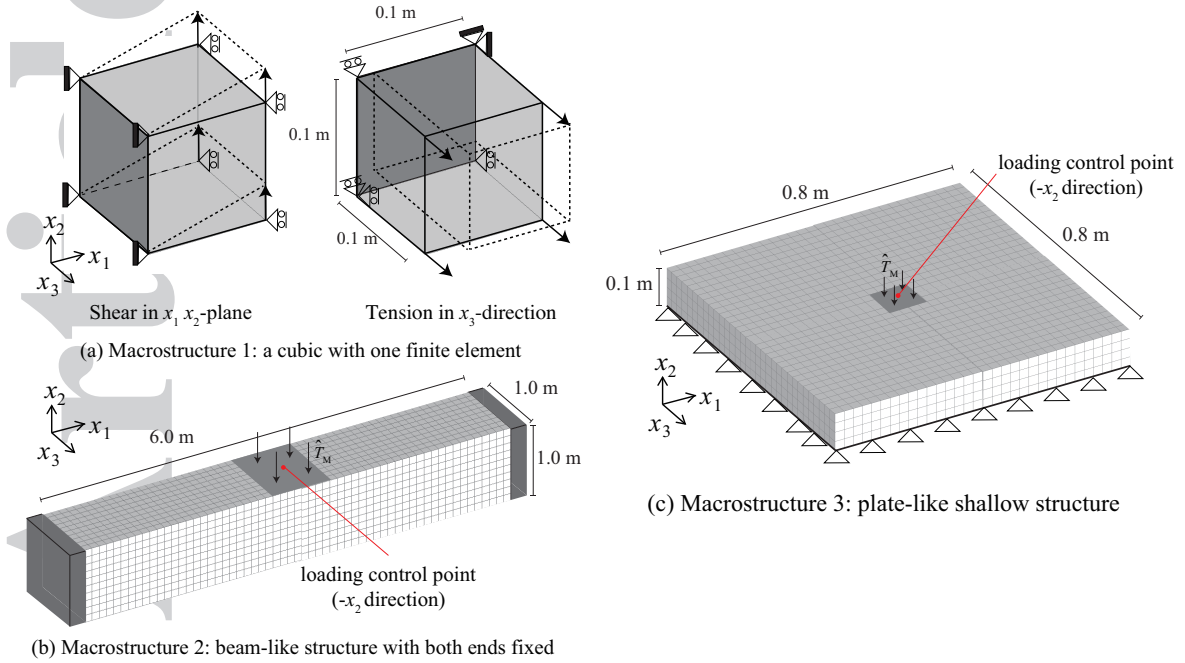 0.1 m
0.1 m
0.1 m
x2
x1
x3
Shear in x1 x2-plane
Tension in x3-direction
(a) Macrostructure 1: a cubic with one finite element
x2
x1
x3
6.0 m
1.0 m
1.0 m
T̂M
loading control point
(-x2 direction)
(b) Macrostructure 2: beam-like structure with both ends fixed
loading control point
(-x2 direction)
0.8 m
0.8 m
0.1 m
T̂M
x2
x1
x3
(c) Macrostructure 3: plate-like shallow structure